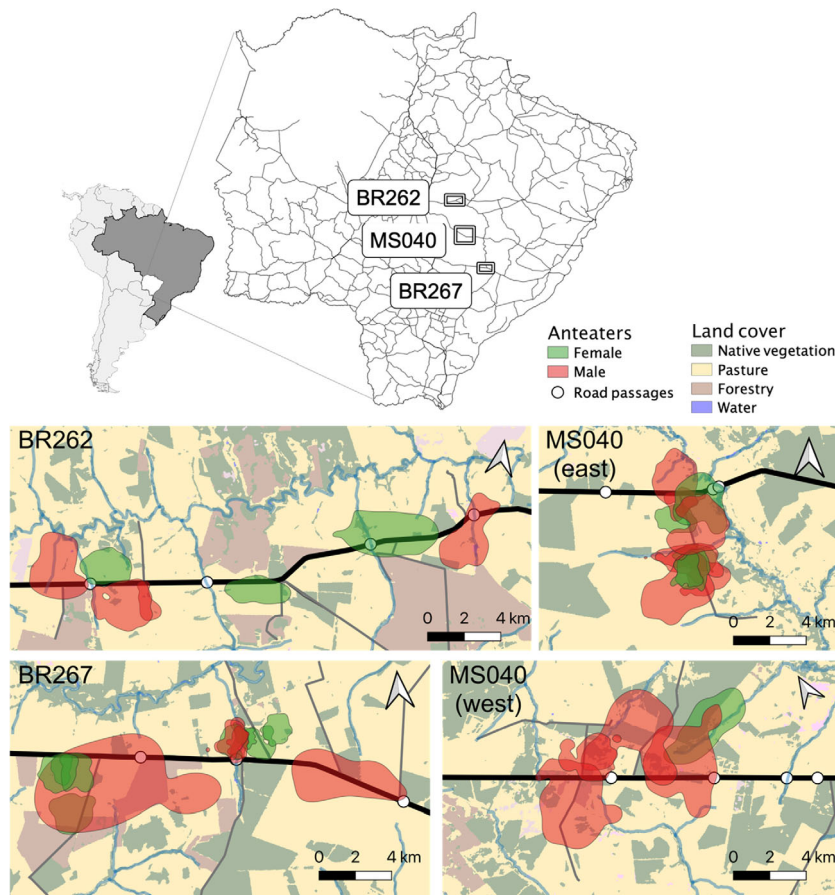 BR262
MS040
BR267
Anteaters
Female
Male
Road passages
Land cover
Native vegetation
Pasture
Forestry
Water
BR262
0 2 4 km
MS040
(east)
0 2 4 km
BR267
0 2 4 km
MS040
(west)
0 2 4 km